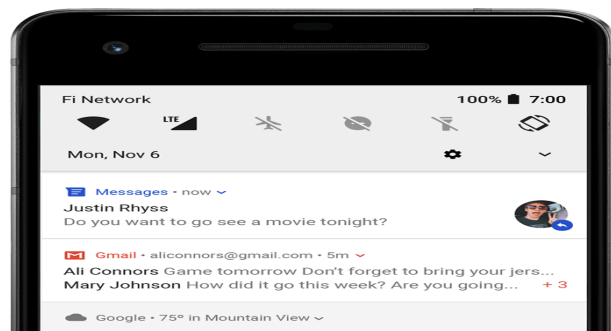 Fi Network 100% 7:00
LTE
Mon, Nov 6
Messages • now
Justin Rhyss
Do you want to go see a movie tonight?
Gmail • aliconnors@gmail.com • 5m
Ali Connors Game tomorrow Don't forget to bring your jers...
Mary Johnson How did it go this week? Are you going... + 3
Google • 75º in Mountain View